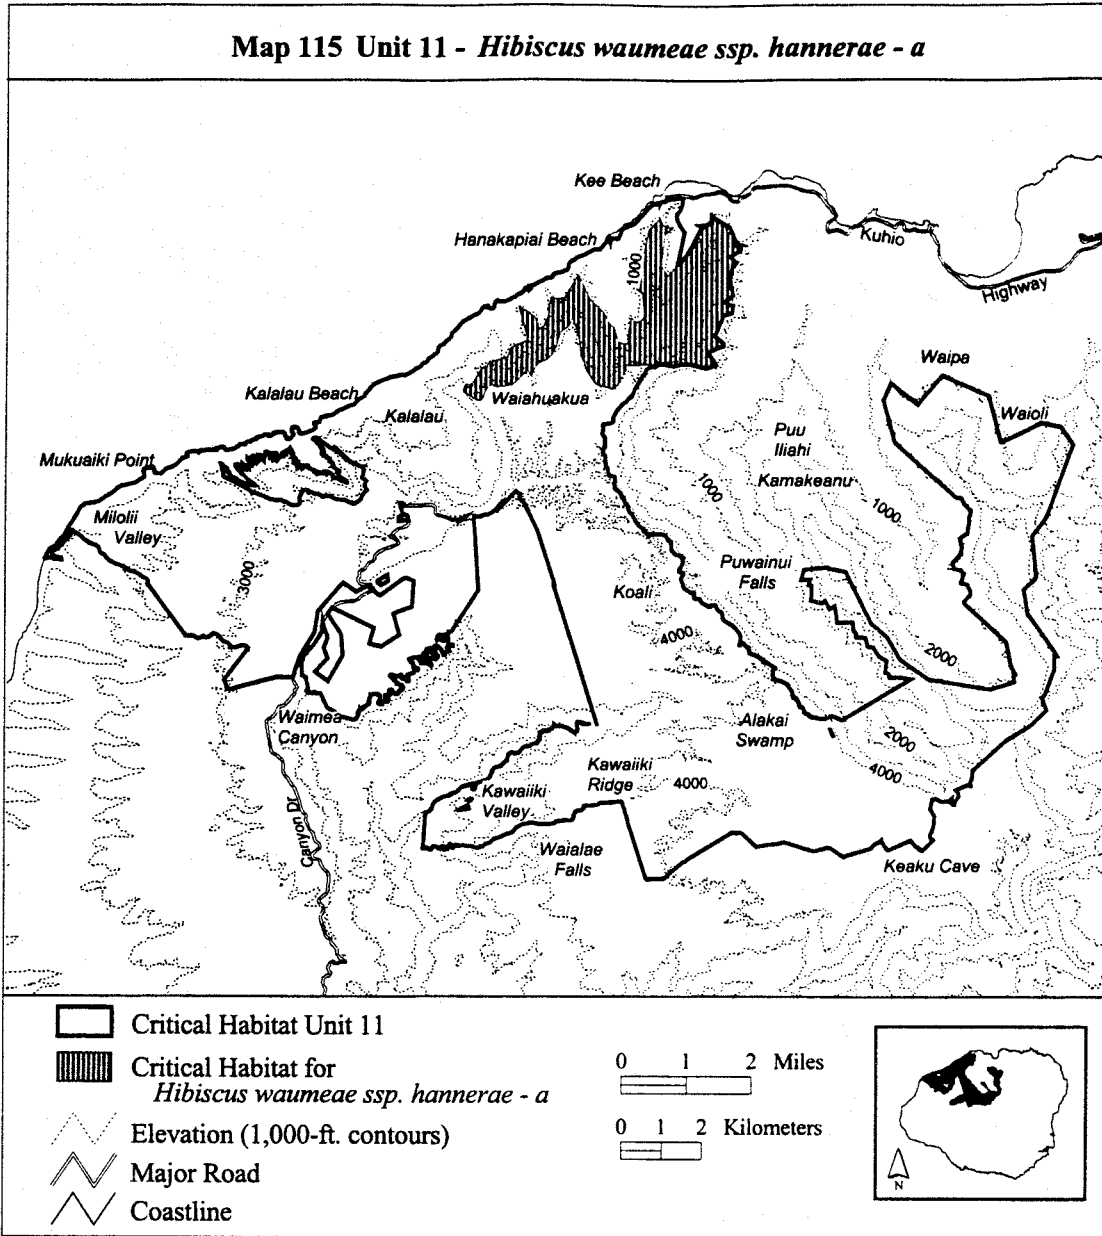 Map 115 Unit 11 - Hibiscus waumeae ssp. hannerae - a
Kee Beach
Hanakapiai Beach
Kuhio
1000
Highway
Waipa
Kalalau Beach
Waiahuakua
Kalalau
Waioli
Puu
Iliahi
Mukuaiki Point
Kamakeanu
1000
1000
Milolii
Valley
Puwainui
Falls
3000
Koali
4000
2000
Waimea
Canyon
Alakai
Swamp
2000
Kawaiiki
Ridge
4000
4000
Kawaiiki
Valley
Canyon Dr
Waialae
Falls
Keaku Cave
Critical Habitat Unit 11
Critical Habitat for
Hibiscus waumeae ssp. hannerae - a
Elevation (1,000-ft. contours)
Major Road
Coastline
0 1 2 Miles
0 1 2 Kilometers
N